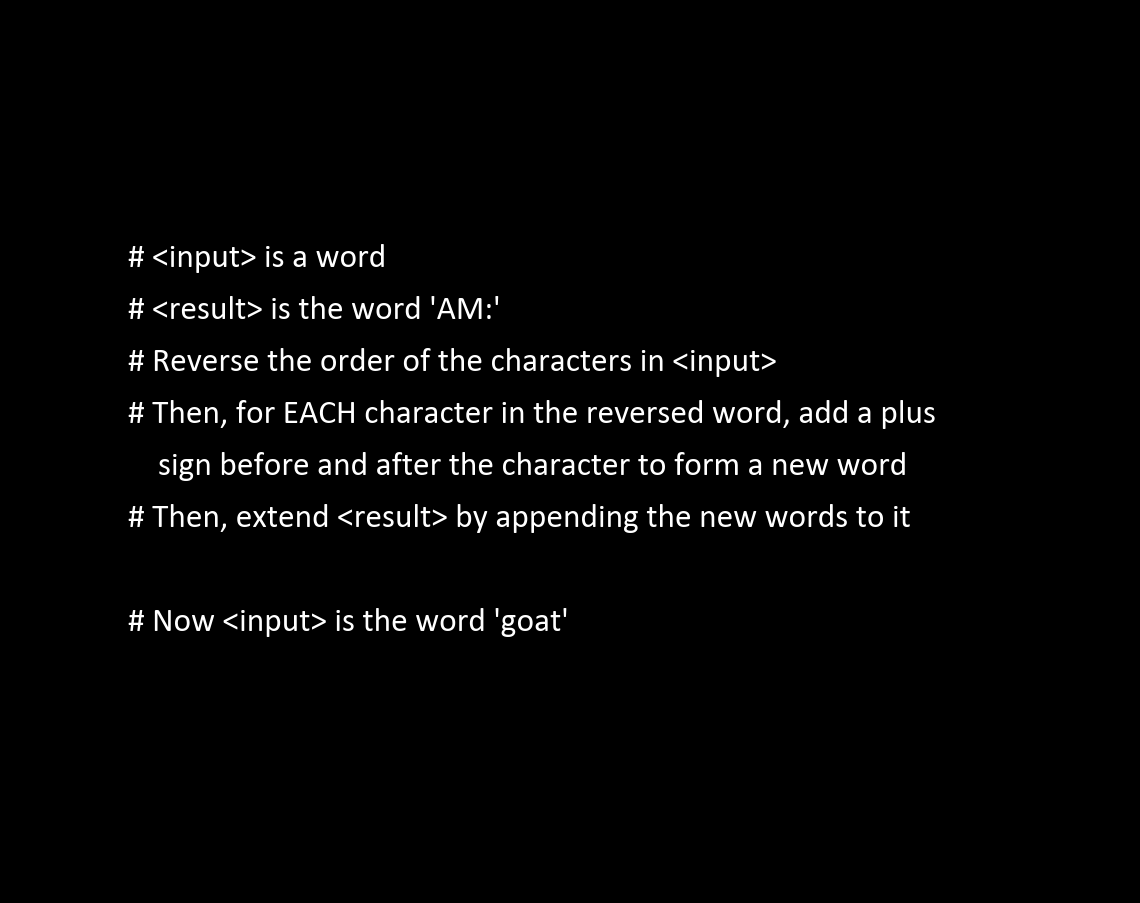 # <input> is a word
# <result> is the word 'AM:'
# Reverse the order of the characters in <input>
# Then, for EACH character in the reversed word, add a plus
sign before and after the character to form a new word
# Then, extend <result> by appending the new words to it
# Now <input> is the word 'goat'